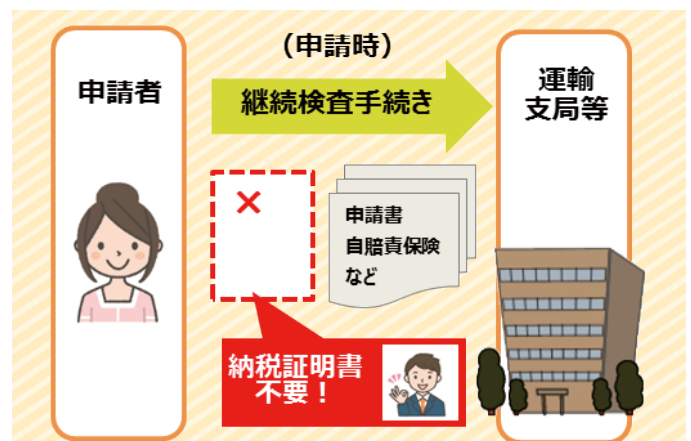 (申請時)
申請者
継続検査手続き
運輸
支局等
×
申請書
自賠責保険
など
納税証明書
不要!